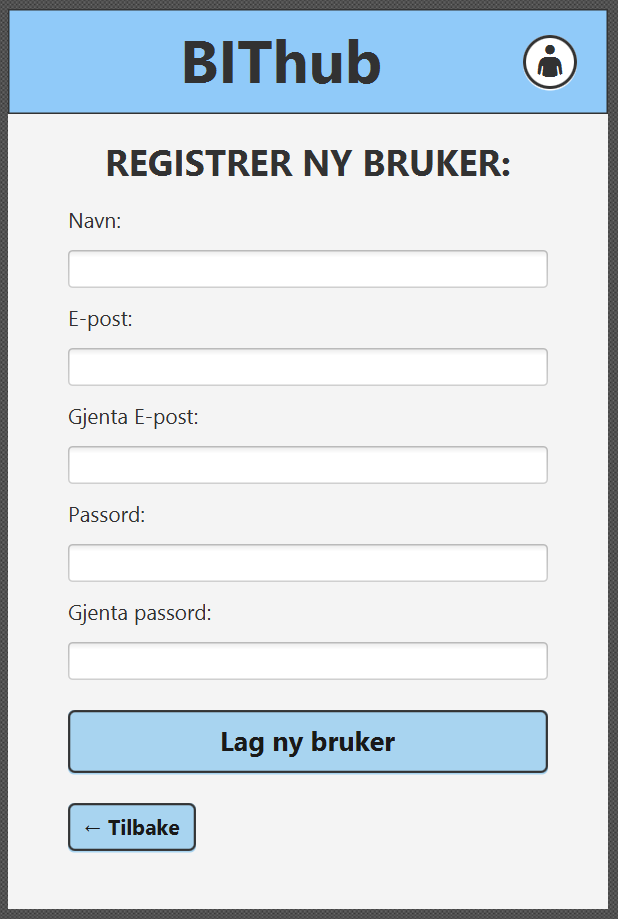 BIThub
REGISTRER NY BRUKER:
Navn:
E-post:
Gjenta E-post:
Passord:
Gjenta passord:
Lag ny bruker
← Tilbake